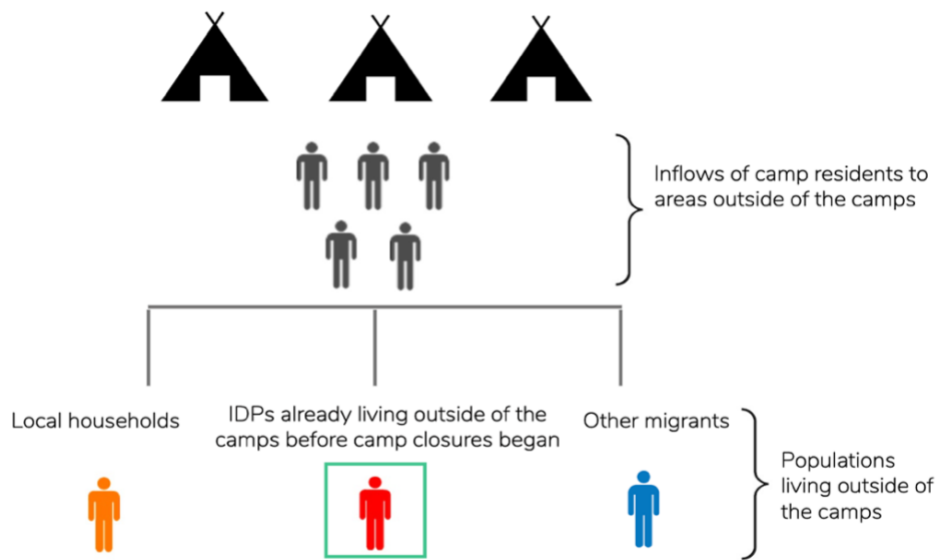 Inflows of camp residents to
areas outside of the camps
Local households
IDPs already living outside of the
camps before camp closures began
Other migrants
Populations
living outside of
the camps